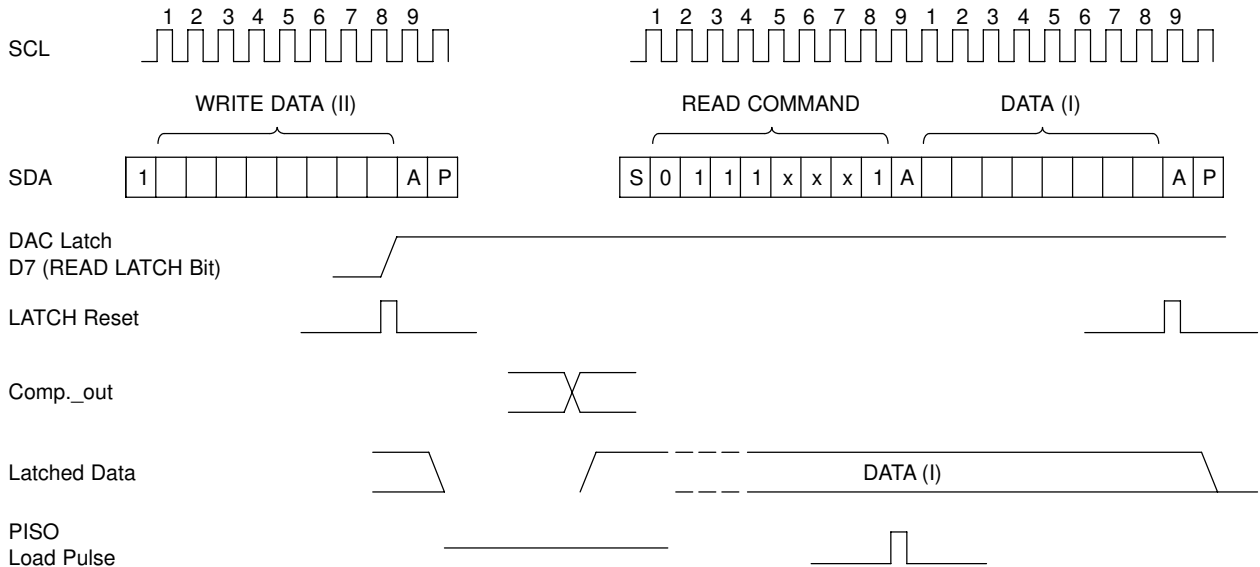 1 2 3 4 5 6 7 8 9 1 2 3 4 5 6 7 8 9 1 2 3 4 5 6 7 8 9
SCL
WRITE DATA (II) READ COMMAND DATA (I)
SDA 1 A P S 0 1 1 1 x x x 1 A A P
DAC Latch
D7 (READ LATCH Bit)
LATCH Reset
Comp._out
Latched Data DATA (I)
PISO
Load Pulse